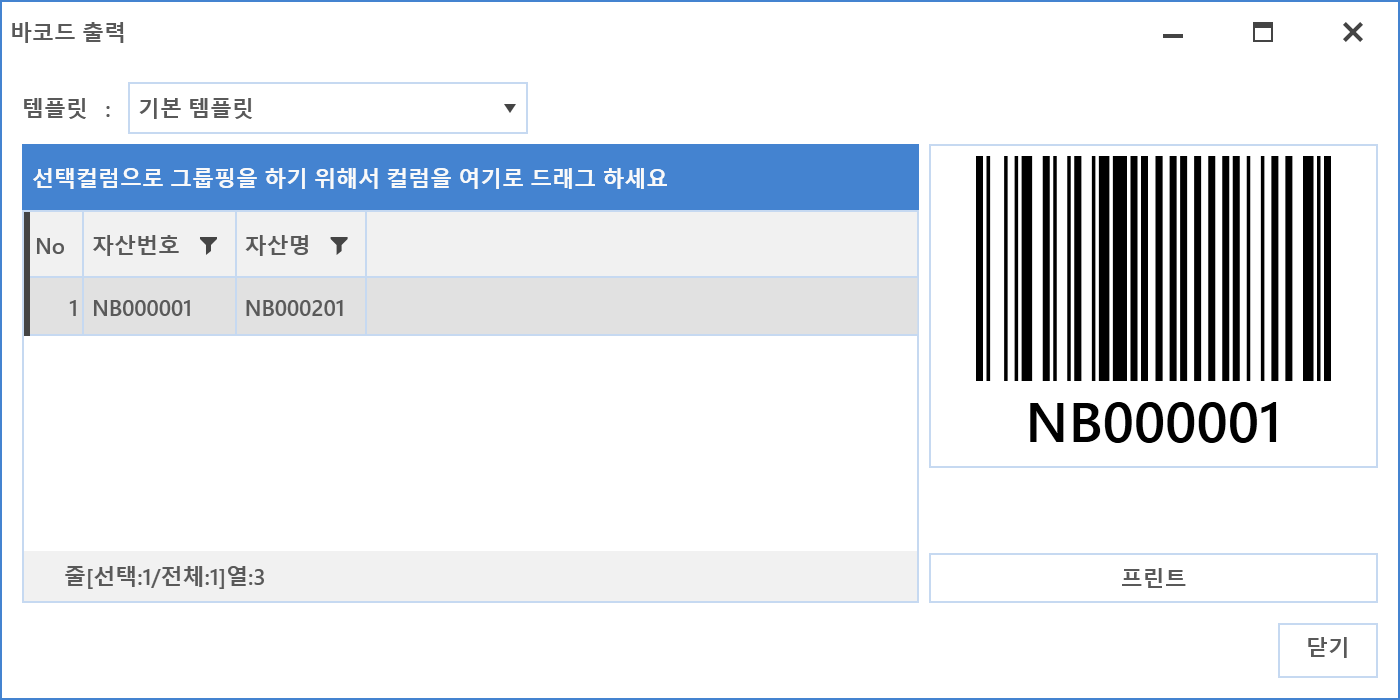 바코드 출력
템플릿 : 기본 템플릿
선택컬럼으로 그룹핑을 하기 위해서 컬럼을 여기로 드래그 하세요
No 자산번호 자산명
1 NB000001 NB000201
NB000001
줄[선택:1/전체:1]열:3
프린트
닫기